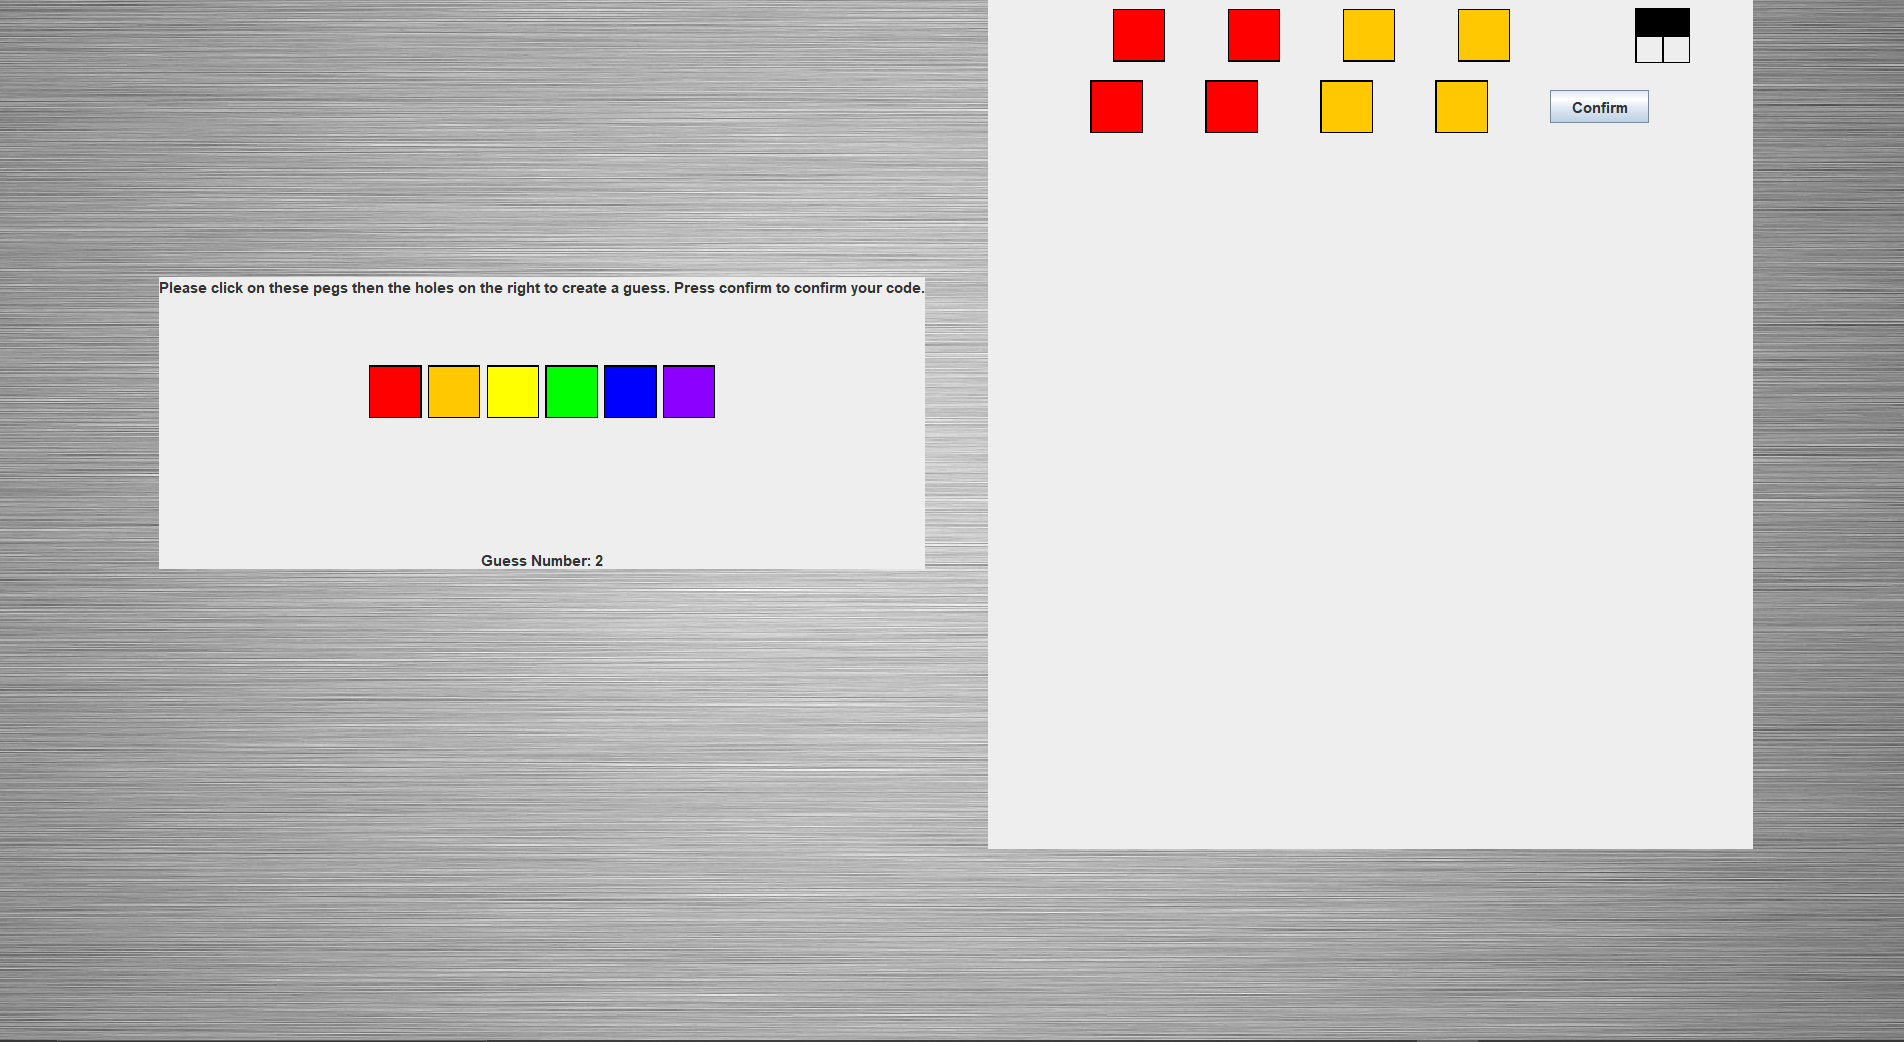 Confirm
Please click on these pegs then the holes on the right to create a guess. Press confirm to confirm your code.
Guess Number: 2